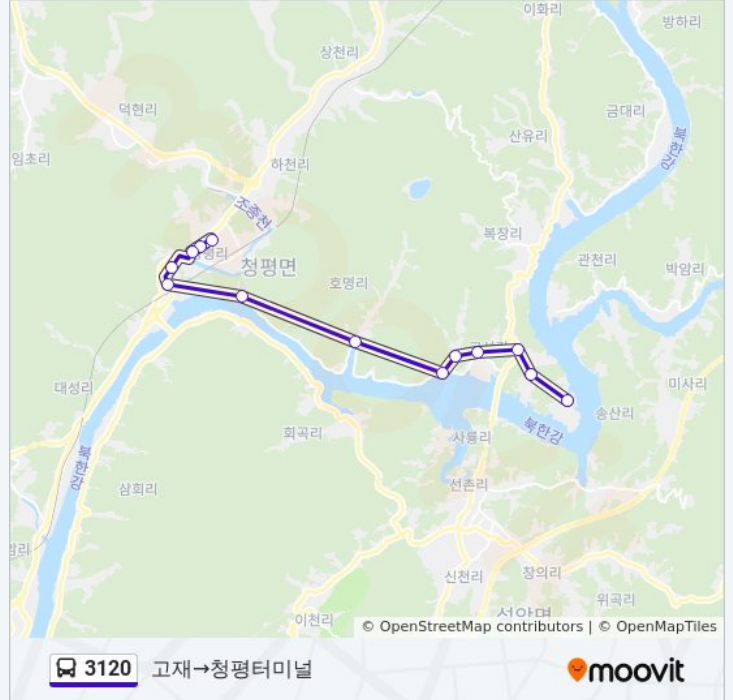 이화리
방하리
상천리
덕현리
금대리
산유리
북한강
임초리
하천리
조종천
복장리
청평면
관천리
박암리
호명리
대성리
미사리
송산리
회곡리
사룡리
북한강
북한강
삼회리
선촌리
신천리
창의리
위곡리
이천리
설악면
© OpenStreetMap contributors | © OpenMapTiles
3120 고재→청평터미널 moovit